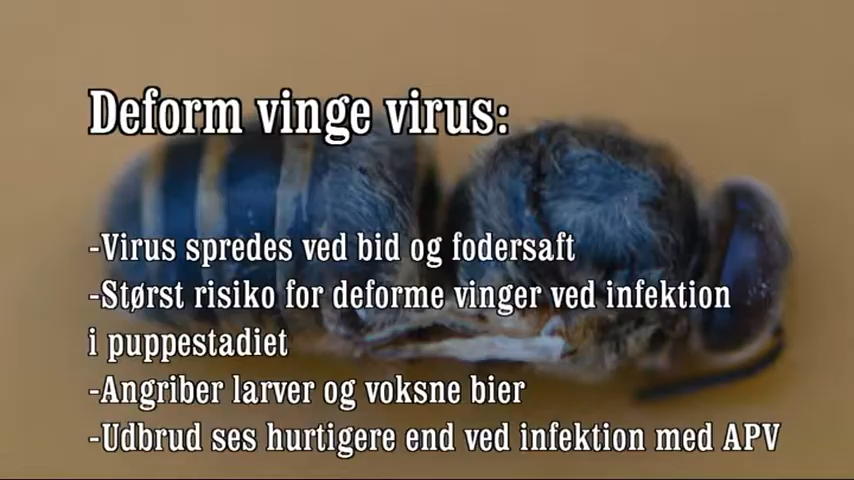 Deform vinge virus:
-Virus spredes ved bid og fodersaft
-Størst risiko for deforme vinger ved infektion
i puppestadiet
-Angriber larver og voksne bier
-Udbrud ses hurtigere end ved infektion med APV